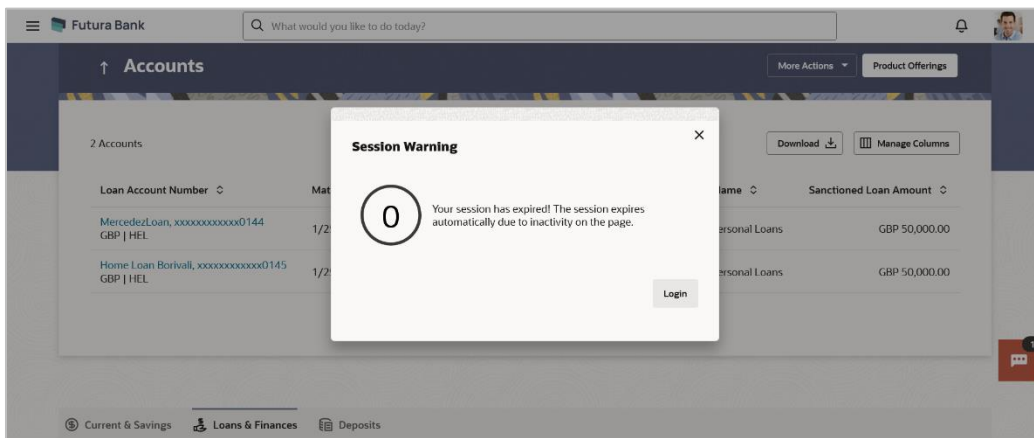 Futura Bank
What would you like to do today?
Accounts
More Actions
Product Offerings
2 Accounts
Download
Manage Columns
Session Warning
0
Your session has expired! The session expires
automatically due to inactivity on the page.
Login
Loan Account Number
Mat
Name
Sanctioned Loan Amount
MercedezLoan, xxxxxxxxxxxx0144
GBP | HEL
1/2
ersonal Loans
GBP 50,000.00
Home Loan Borivali, xxxxxxxxxxxx0145
GBP | HEL
1/2
ersonal Loans
GBP 50,000.00
Current & Savings
Loans & Finances
Deposits